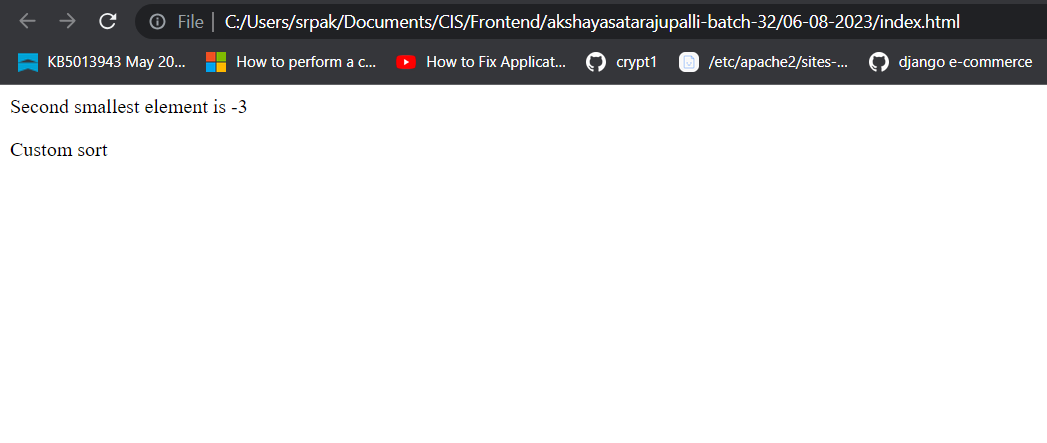 File | C:/Users/srpak/Documents/CIS/Frontend/akshayasatarajupalli-batch-32/06-08-2023/index.html
KB5013943 May 20... How to perform a c... How to Fix Applicat... crypt1 /etc/apache2/sites-... django e-commerce
Second smallest element is -3
Custom sort